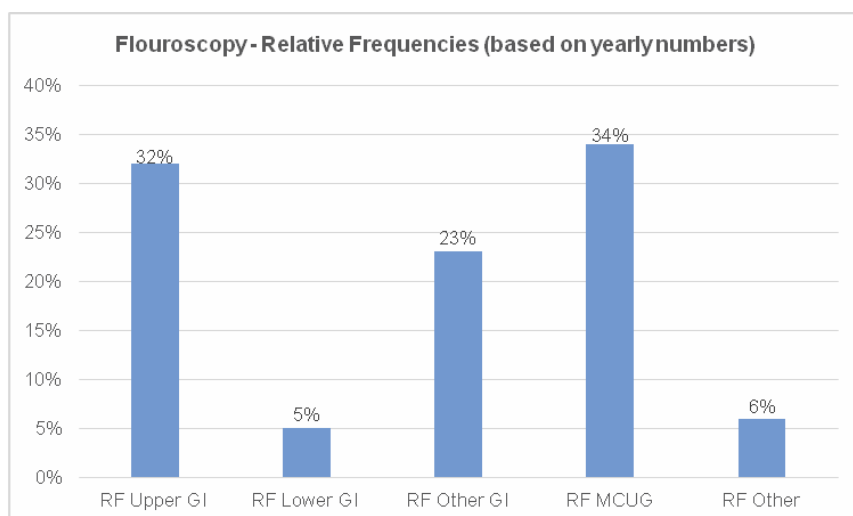 Flouroscopy - Relative Frequencies (based on yearly numbers)
40%
35%
30%
25%
20%
15%
10%
5%
0%
32%
5%
23%
34%
6%
RF Upper GI
RF Lower GI
RF Other GI
RF MCUG
RF Other